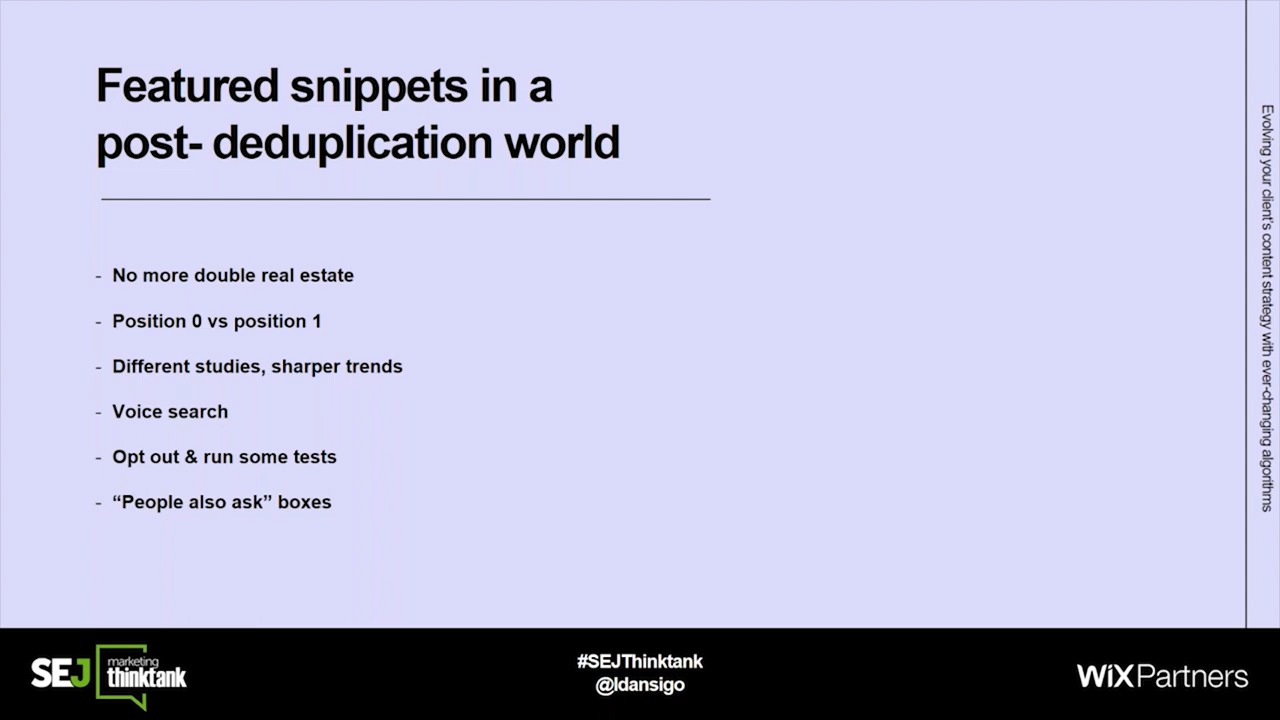 Featured snippets in a
post- deduplication world
- No more double real estate
- Position 0 vs position 1
- Different studies, sharper trends
- Voice search
- Opt out & run some tests
- “People also ask” boxes
Evolving your client's content strategy with ever-changing algorithms
SEJ marketing
thinktank
#SEJThinktank
@Idansigo
WiX Partners